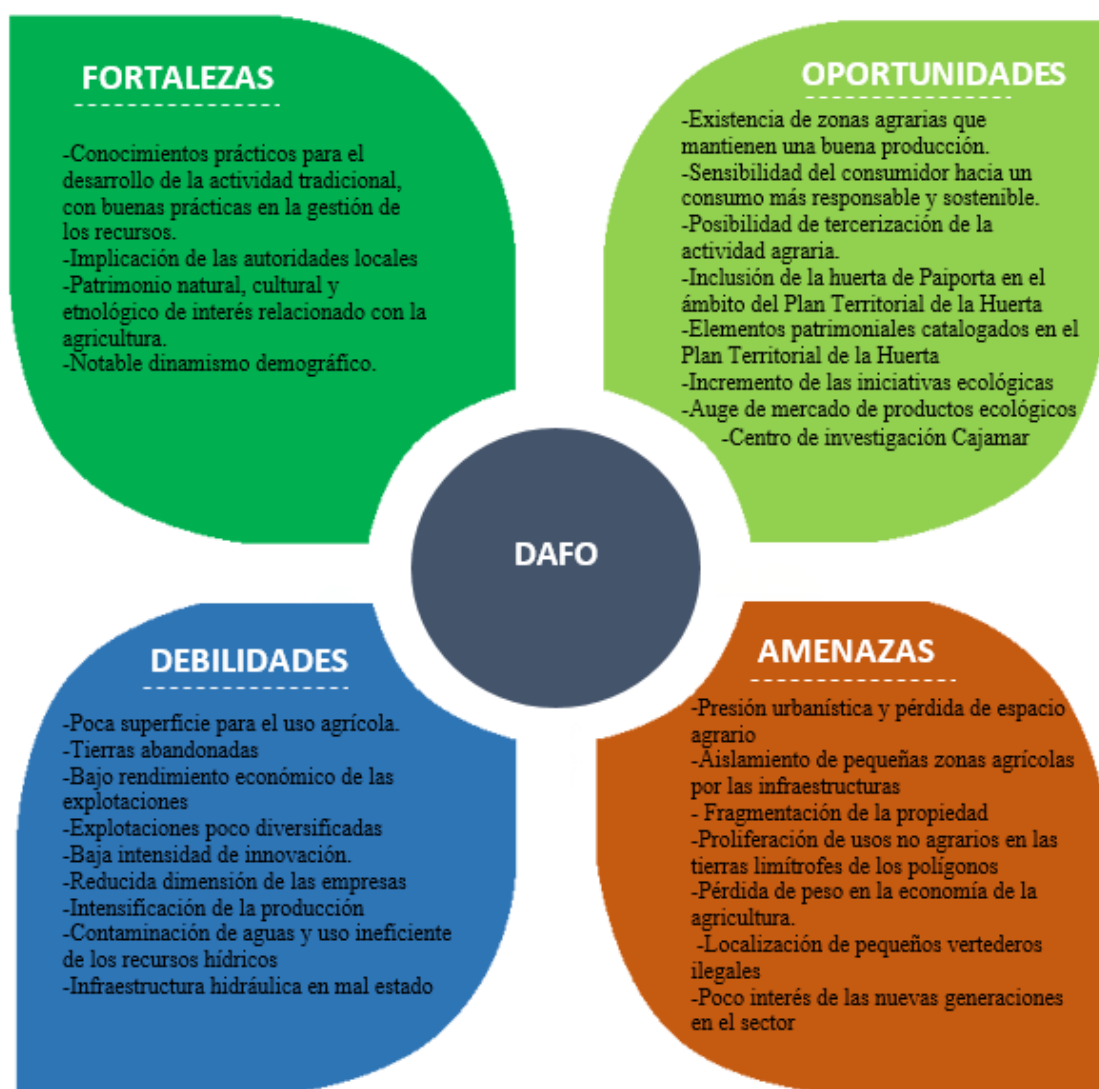 FORTALEZAS
-Conocimientos prácticos para el
desarrollo de la actividad tradicional,
con buenas prácticas en la gestión de
los recursos.
-Implicación de las autoridades locales
-Patrimonio natural, cultural y
etnológico de interés relacionado con la
agricultura.
-Notable dinamismo demográfico.
OPORTUNIDADES
-Existencia de zonas agrarias que
mantienen una buena producción.
-Sensibilidad del consumidor hacia un
consumo más responsable y sostenible.
-Posibilidad de tercerización de la
actividad agraria.
-Inclusión de la huerta de Paiporta en el
ámbito del Plan Territorial de la Huerta
-Elementos patrimoniales catalogados en el
Plan Territorial de la Huerta
-Incremento de las iniciativas ecológicas
-Auge de mercado de productos ecológicos
-Centro de investigación Cajamar
DAFO
DEBILIDADES
-Poca superficie para el uso agrícola.
-Tierras abandonadas
-Bajo rendimiento económico de las
explotaciones
-Explotaciones poco diversificadas
-Baja intensidad de innovación.
-Reducida dimensión de las empresas
-Intensificación de la producción
-Contaminación de aguas y uso ineficiente
de los recursos hídricos
-Infraestructura hidráulica en mal estado
AMENAZAS
-Presión urbanística y pérdida de espacio
agrario
-Aislamiento de pequeñas zonas agrícolas
por las infraestructuras
- Fragmentación de la propiedad
-Proliferación de usos no agrarios en las
tierras limítrofes de los polígonos
-Pérdida de peso en la economía de la
agricultura.
-Localización de pequeños vertederos
ilegales
-Poco interés de las nuevas generaciones
en el sector